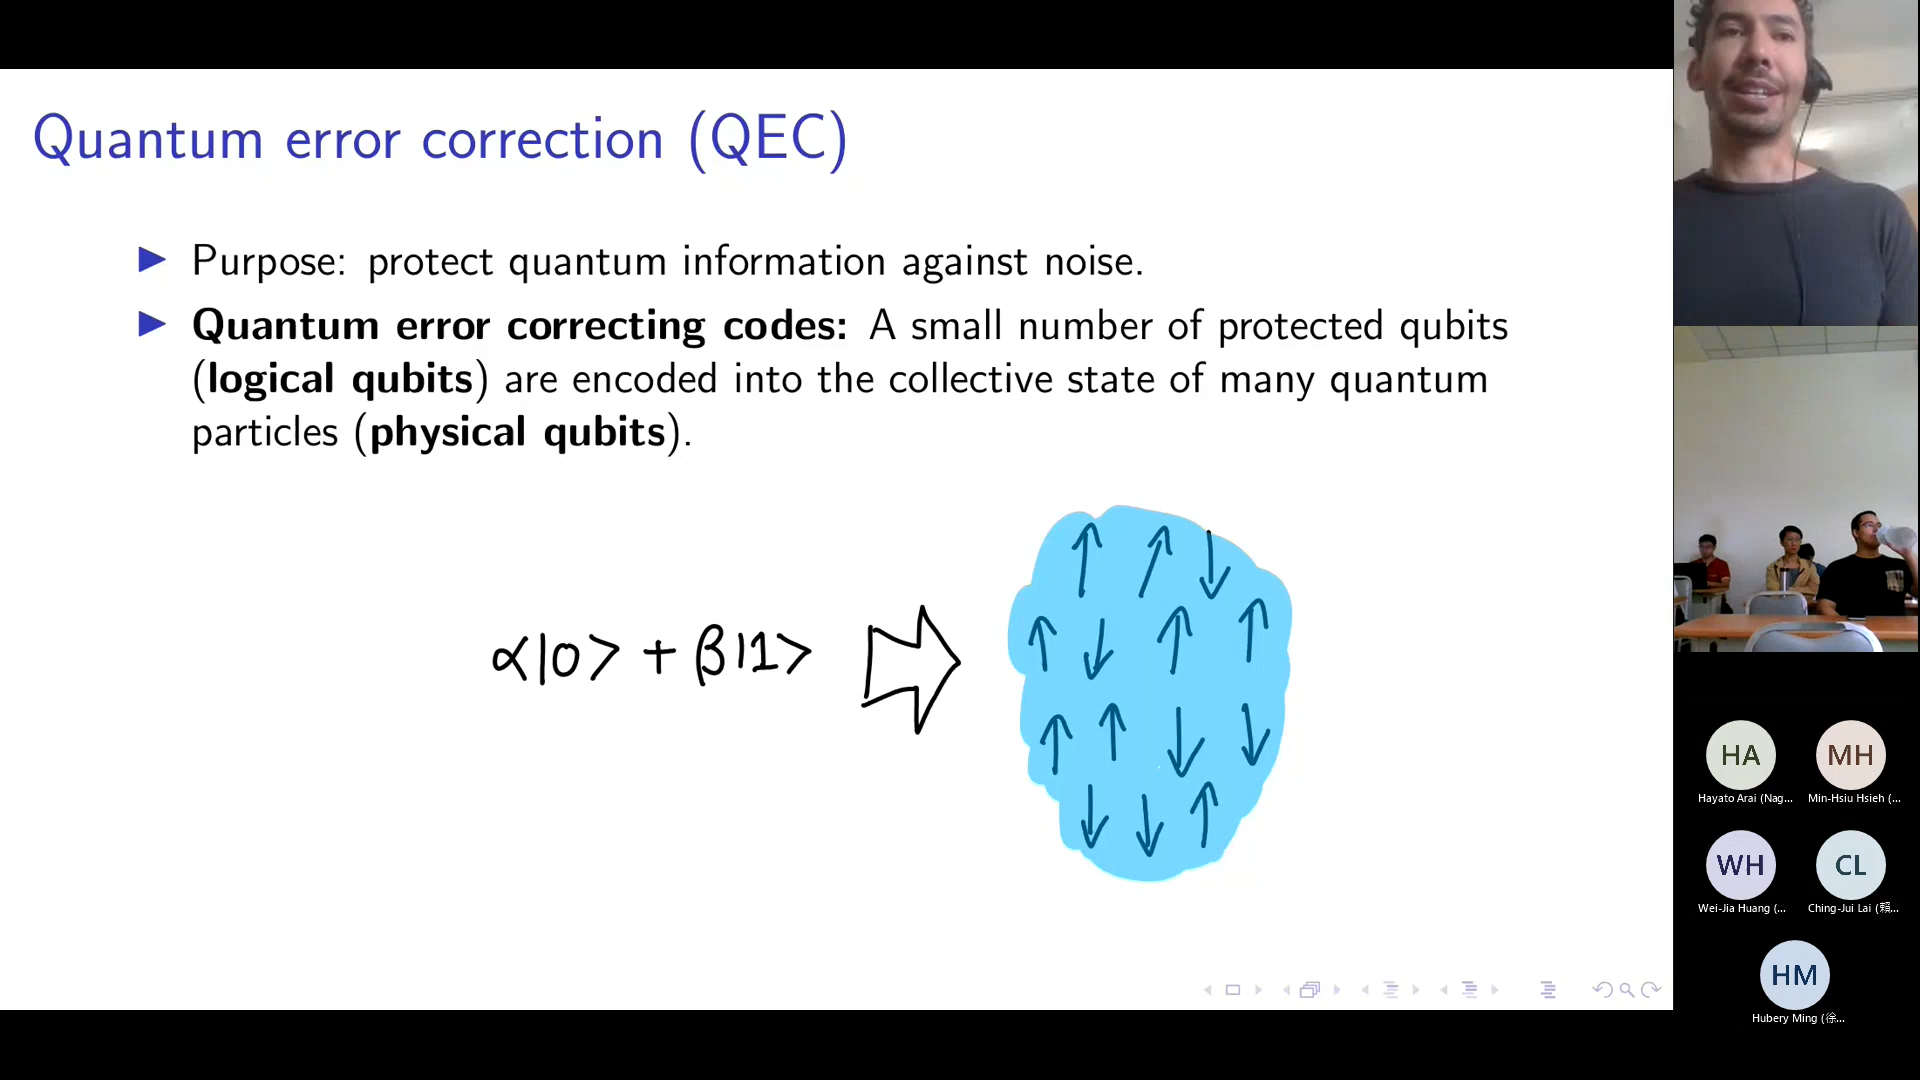 Quantum error correction (QEC)
Purpose: protect quantum information against noise.
Quantum error correcting codes: A small number of protected qubits
(logical qubits) are encoded into the collective state of many quantum
particles (physical qubits).
α|0> + β|1>
HA
MH
Hayato Arai (Nag...
Min-Hsiu Hsieh (...
WH
CL
Wei-Jia Huang (...
Ching-Jui Lai (賴...
HM
Hubery Ming (徐...